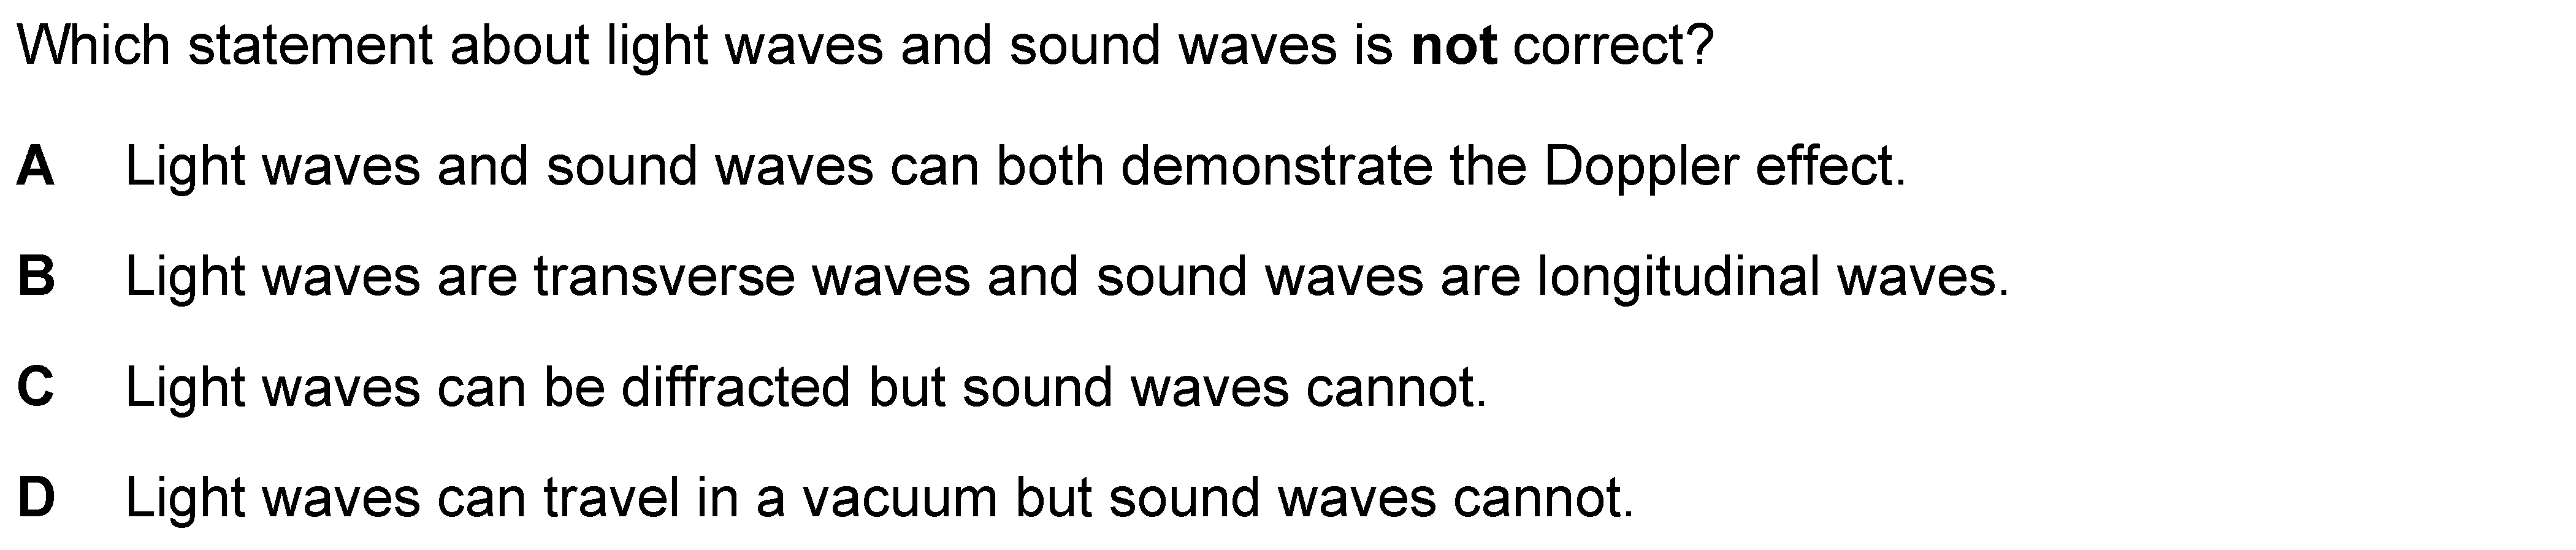 Which statement about light waves and sound waves is not correct?
A Light waves and sound waves can both demonstrate the Doppler effect.
B Light waves are transverse waves and sound waves are longitudinal waves.
C Light waves can be diffracted but sound waves cannot.
D Light waves can travel in a vacuum but sound waves cannot.